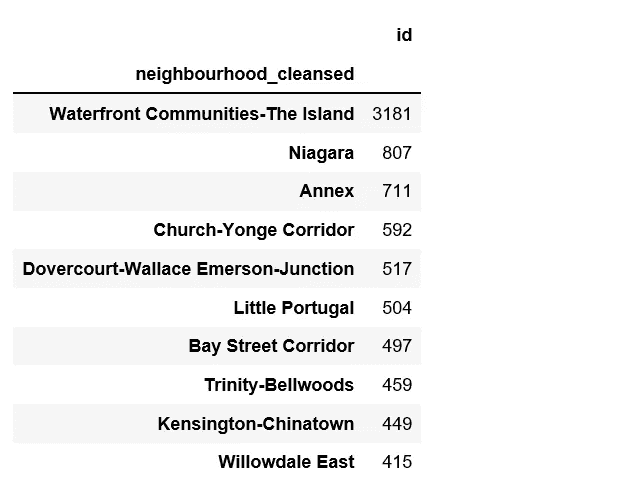 id
neighbourhood_cleansed
Waterfront Communities-The Island 3181
Niagara 807
Annex 711
Church-Yonge Corridor 592
Dovercourt-Wallace Emerson-Junction 517
Little Portugal 504
Bay Street Corridor 497
Trinity-Bellwoods 459
Kensington-Chinatown 449
Willowdale East 415